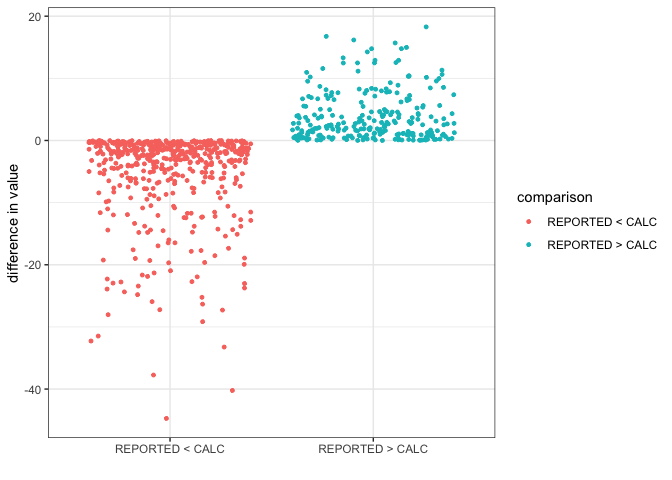 20
0
-20
-40
difference in value
REPORTED < CALC
REPORTED > CALC
comparison
REPORTED < CALC
REPORTED > CALC